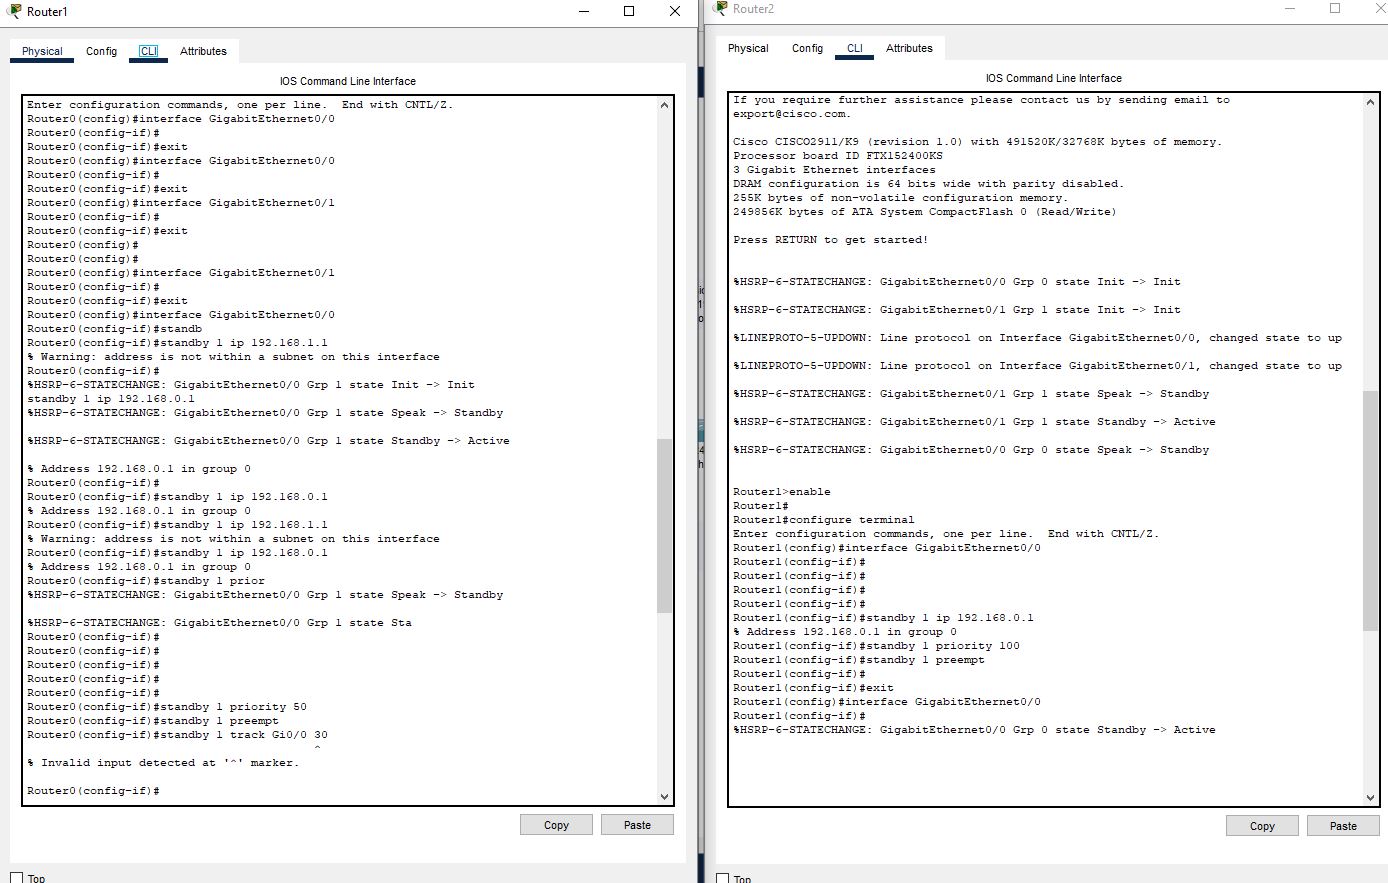 Router1
Physical Config CLI Attributes
IOS Command Line Interface
Enter configuration commands, one per line.  End with CNTL/Z.
Router0(config)#interface GigabitEthernet0/0
Router0(config-if)#
Router0(config-if)#exit
Router0(config)#interface GigabitEthernet0/0
Router0(config-if)#
Router0(config-if)#exit
Router0(config)#interface GigabitEthernet0/1
Router0(config-if)#
Router0(config-if)#exit
Router0(config)#
Router0(config)#
Router0(config)#interface GigabitEthernet0/1
Router0(config-if)#
Router0(config-if)#exit
Router0(config)#interface GigabitEthernet0/0
Router0(config-if)#standb
Router0(config-if)#standby 1 ip 192.168.1.1
% Warning: address is not within a subnet on this interface
Router0(config-if)#
%HSRP-6-STATECHANGE: GigabitEthernet0/0 Grp 1 state Init -> Init
standby 1 ip 192.168.0.1
%HSRP-6-STATECHANGE: GigabitEthernet0/0 Grp 1 state Speak -> Standby
%HSRP-6-STATECHANGE: GigabitEthernet0/0 Grp 1 state Standby -> Active
% Address 192.168.0.1 in group 0
Router0(config-if)#
Router0(config-if)#standby 1 ip 192.168.0.1
% Address 192.168.0.1 in group 0
Router0(config-if)#standby 1 ip 192.168.1.1
% Warning: address is not within a subnet on this interface
Router0(config-if)#standby 1 ip 192.168.0.1
% Address 192.168.0.1 in group 0
Router0(config-if)#standby 1 prior
%HSRP-6-STATECHANGE: GigabitEthernet0/0 Grp 1 state Speak -> Standby
%HSRP-6-STATECHANGE: GigabitEthernet0/0 Grp 1 state Sta
Router0(config-if)#
Router0(config-if)#
Router0(config-if)#
Router0(config-if)#
Router0(config-if)#
Router0(config-if)#standby 1 priority 50
Router0(config-if)#standby 1 preempt
Router0(config-if)#standby 1 track Gi0/0 30
^
% Invalid input detected at '^' marker.
Router0(config-if)#
Copy Paste
Top
Router2
Physical Config CLI Attributes
IOS Command Line Interface
If you require further assistance please contact us by sending email to
export@cisco.com.
Cisco CISCO2911/K9 (revision 1.0) with 491520K/32768K bytes of memory.
Processor board ID FTX152400KS
3 Gigabit Ethernet interfaces
DRAM configuration is 64 bits wide with parity disabled.
255K bytes of non-volatile configuration memory.
249856K bytes of ATA System CompactFlash 0 (Read/Write)
Press RETURN to get started!
%HSRP-6-STATECHANGE: GigabitEthernet0/0 Grp 0 state Init -> Init
%HSRP-6-STATECHANGE: GigabitEthernet0/1 Grp 1 state Init -> Init
%LINEPROTO-5-UPDOWN: Line protocol on Interface GigabitEthernet0/0, changed state to up
%LINEPROTO-5-UPDOWN: Line protocol on Interface GigabitEthernet0/1, changed state to up
%HSRP-6-STATECHANGE: GigabitEthernet0/1 Grp 1 state Speak -> Standby
%HSRP-6-STATECHANGE: GigabitEthernet0/1 Grp 1 state Standby -> Active
%HSRP-6-STATECHANGE: GigabitEthernet0/0 Grp 0 state Speak -> Standby
Router1>enable
Router1#
Router1#configure terminal
Enter configuration commands, one per line.  End with CNTL/Z.
Router1(config)#interface GigabitEthernet0/0
Router1(config-if)#
Router1(config-if)#
Router1(config-if)#
Router1(config-if)#
Router1(config-if)#standby 1 ip 192.168.0.1
% Address 192.168.0.1 in group 0
Router1(config-if)#standby 1 priority 100
Router1(config-if)#standby 1 preempt
Router1(config-if)#
Router1(config-if)#exit
Router1(config)#interface GigabitEthernet0/0
Router1(config-if)#
%HSRP-6-STATECHANGE: GigabitEthernet0/0 Grp 0 state Standby -> Active
Copy Paste
Top